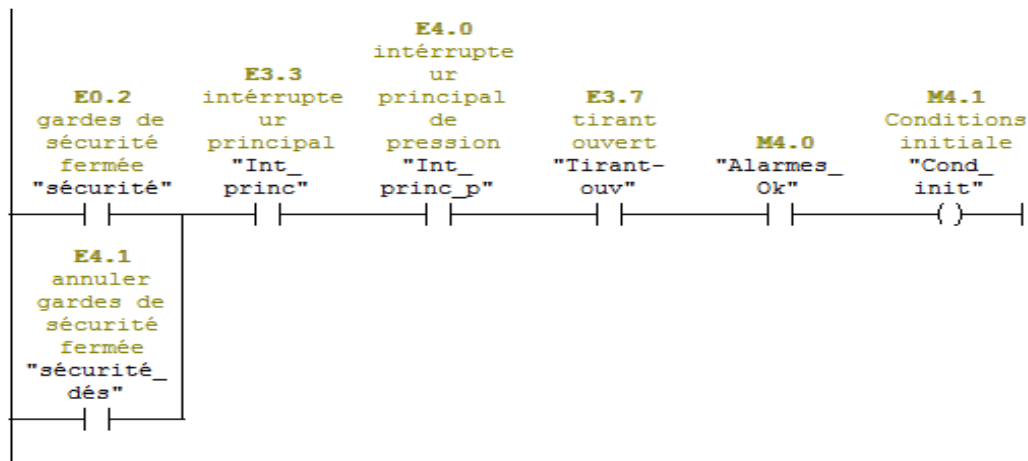 E0.2
gardes de
sécurité
fermée
"sécurité"
E3.3
intérrupte
ur
principal
"Int_
princ"
E4.0
intérrupte
ur
principal
de
pression
"Int_
princ_p"
E3.7
tirant
ouvert
"Tirant-
ouv"
M4.0
"Alarmes_
Ok"
M4.1
Conditions
initiale
"Cond_
init"
E4.1
annuler
gardes de
sécurité
fermée
"sécurité_
dés"